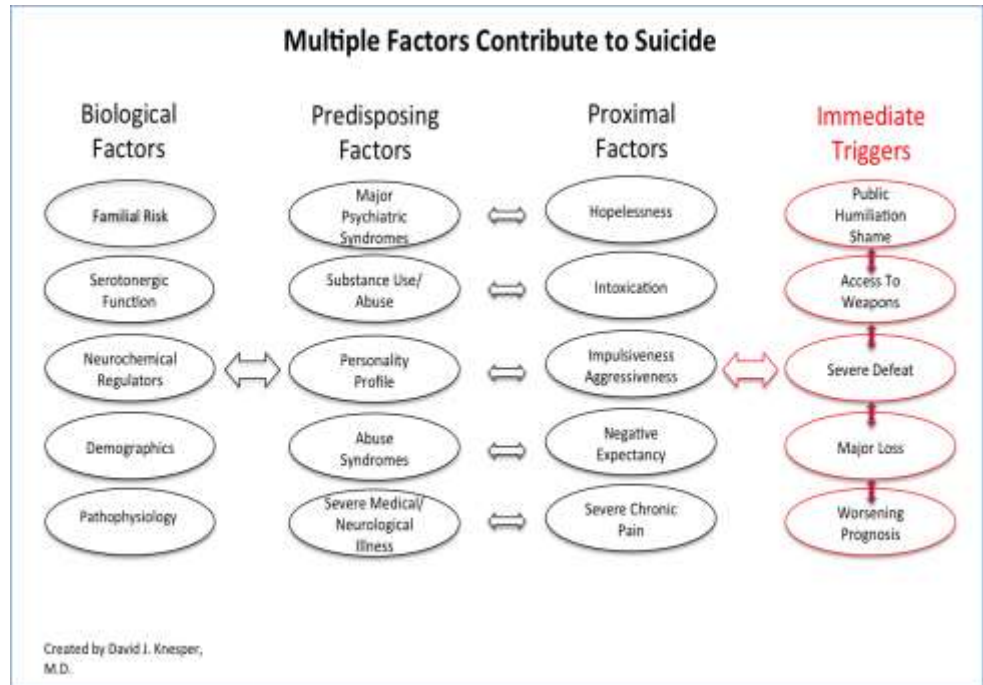 Multiple Factors Contribute to Suicide
Biological
Factors
Predisposing
Factors
Proximal
Factors
Immediate
Triggers
Familial Risk
Major
Psychiatric
Syndromes
Hopelessness
Public
Humiliation
Shame
Serotonergic
Function
Substance Use/
Abuse
Intoxication
Access To
Weapons
Neurochemical
Regulators
Personality
Profile
Impulsiveness
Aggressiveness
Severe Defeat
Demographics
Abuse
Syndromes
Negative
Expectancy
Major Loss
Pathophysiology
Severe Medical/
Neurological
Illness
Severe Chronic
Pain
Worsening
Prognosis
Created by David J. Knesper,
M.D.